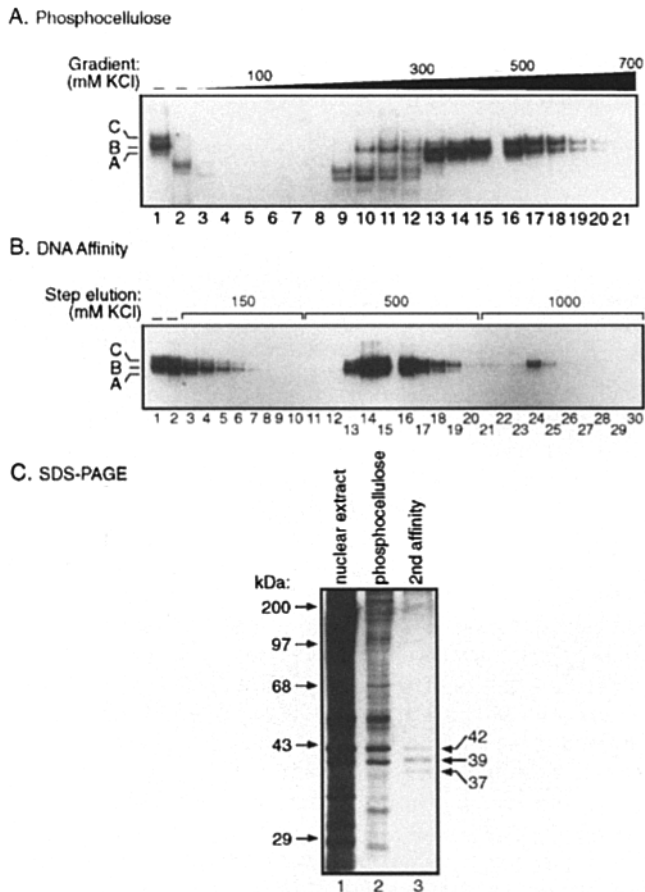 A. Phosphocellulose
Gradient:
(mM KCl)
100
300
500
700
C
B
A
1 2 3 4 5 6 7 8 9 10 11 12 13 14 15 16 17 18 19 20 21
B. DNA Affinity
Step elution:
(mM KCl)
150
500
1000
C
B
A
1 2 3 4 5 6 7 8 9 10 11 12 13 14 15 16 17 18 19 20 21 22 23 24 25 26 27 28 29 30
C. SDS-PAGE
nuclear extract
phosphocellulose
2nd affinity
kDa:
200
97
68
43
29
42
39
37
1 2 3